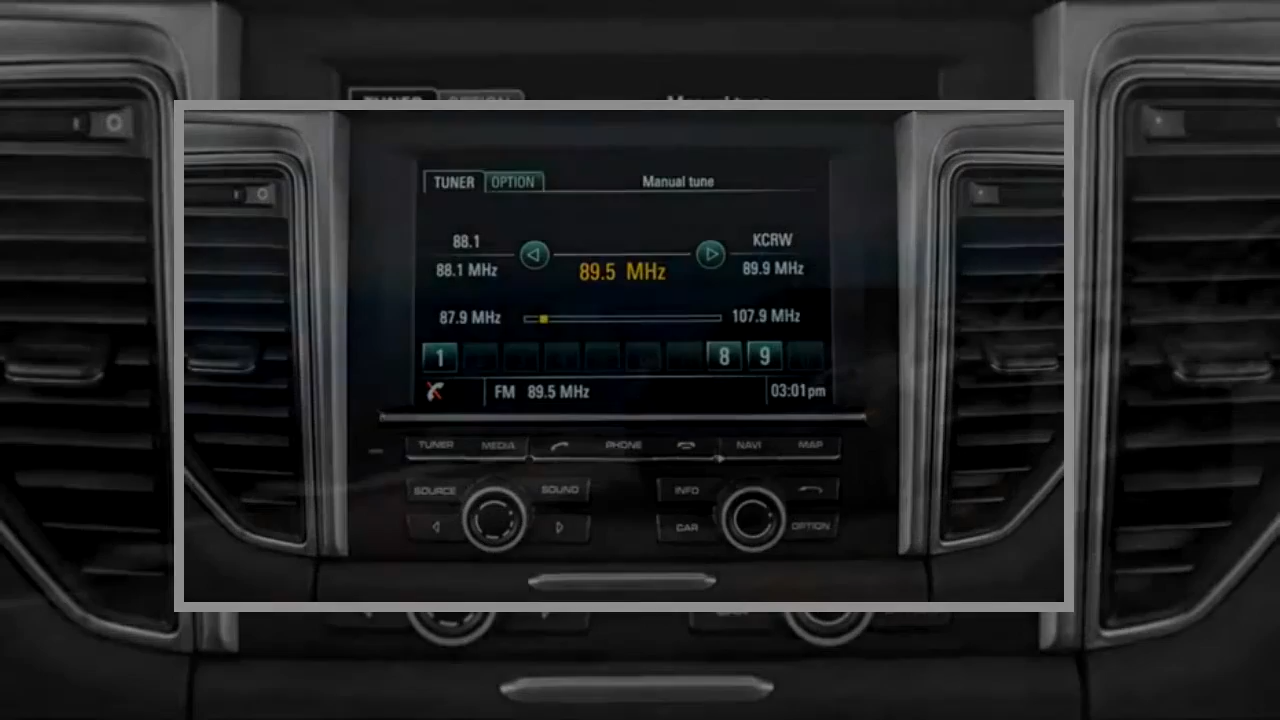 TUNER OPTION Manual tune
88.1 KCRW
88.1 MHz 89.5 MHz 89.9 MHz
87.9 MHz 107.9 MHz
1 8 9
FM 89.5 MHz 03:01pm
TUNER MEDIA PHONE NAVI MAP
SOURCE SOUND INFO
CAR OPTION